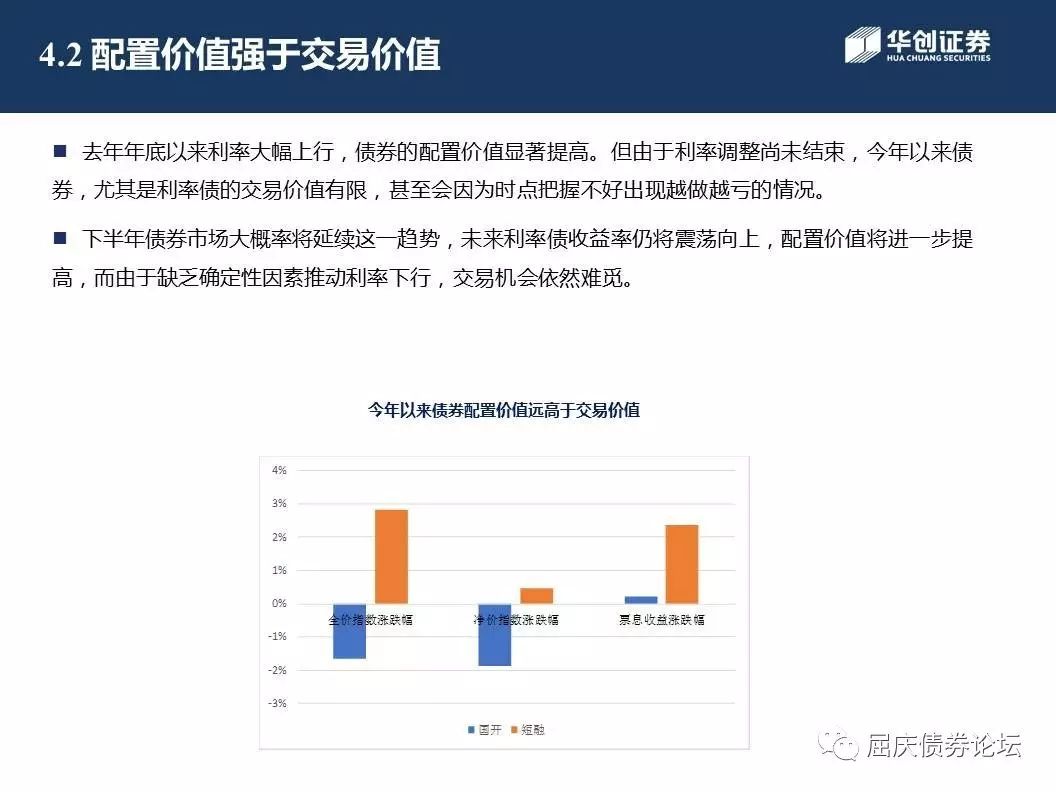 4.2 配置价值强于交易价值
华创证券
HUA CHUANG SECURITIES
■ 去年年底以来利率大幅上行，债券的配置价值显著提高。但由于利率调整尚未结束，今年以来债
券，尤其是利率债的交易价值有限，甚至会因为时点把握不好出现越做越亏的情况。
■ 下半年债券市场大概率将延续这一趋势，未来利率债收益率仍将震荡向上，配置价值将进一步提
高，而由于缺乏确定性因素推动利率下行，交易机会依然难觅。
今年以来债券配置价值远高于交易价值
4%
3%
2%
1%
0%
全价指数涨跌幅 净价指数涨跌幅 票息收益涨跌幅
-1%
-2%
-3%
国开 短融
屈庆债券论坛